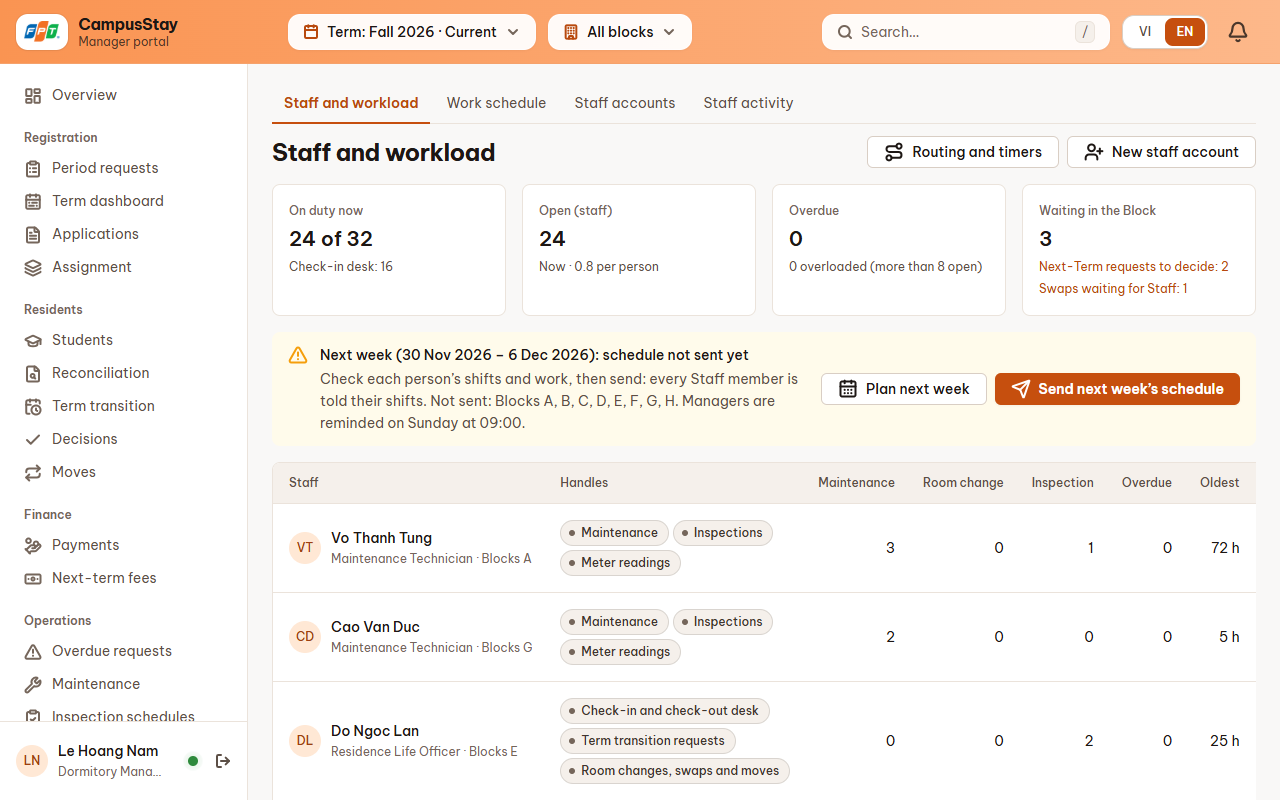 FPT
CampusStay
Manager portal
Term: Fall 2026 · Current
All blocks
Search...
/
VI
EN
Overview
Registration
Period requests
Term dashboard
Applications
Assignment
Residents
Students
Reconciliation
Term transition
Decisions
Moves
Finance
Payments
Next-term fees
Operations
Overdue requests
Maintenance
Inspection schedules
LN
Le Hoang Nam
Dormitory Mana...
Staff and workload
Work schedule
Staff accounts
Staff activity
Staff and workload
Routing and timers
New staff account
On duty now
24 of 32
Check-in desk: 16
Open (staff)
24
Now · 0.8 per person
Overdue
0
0 overloaded (more than 8 open)
Waiting in the Block
3
Next-Term requests to decide: 2
Swaps waiting for Staff: 1
Next week (30 Nov 2026 – 6 Dec 2026): schedule not sent yet
Check each person's shifts and work, then send: every Staff member is
told their shifts. Not sent: Blocks A, B, C, D, E, F, G, H. Managers are
reminded on Sunday at 09:00.
Plan next week
Send next week's schedule
Staff Handles Maintenance Room change Inspection Overdue Oldest
VT
Vo Thanh Tung
Maintenance Technician · Blocks A
Maintenance
Inspections
Meter readings
3 0 1 0 72 h
CD
Cao Van Duc
Maintenance Technician · Blocks G
Maintenance
Inspections
Meter readings
2 0 0 0 5 h
DL
Do Ngoc Lan
Residence Life Officer · Blocks E
Check-in and check-out desk
Term transition requests
Room changes, swaps and moves
0 0 2 0 25 h